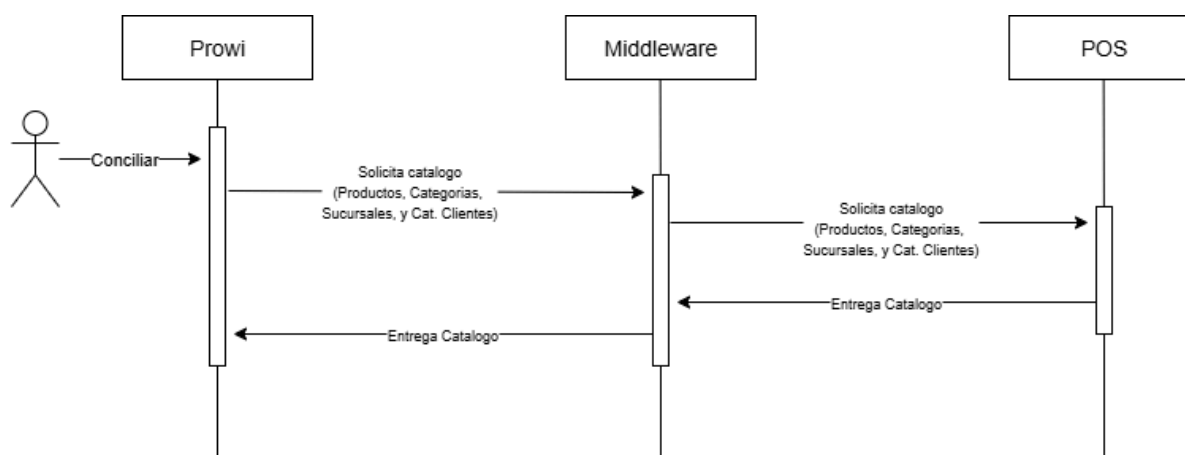 Prowi
Middleware
POS
Conciliar
Solicita catalogo
(Productos, Categorias,
Sucursales, y Cat. Clientes)
Solicita catalogo
(Productos, Categorias,
Sucursales, y Cat. Clientes)
Entrega Catalogo
Entrega Catalogo